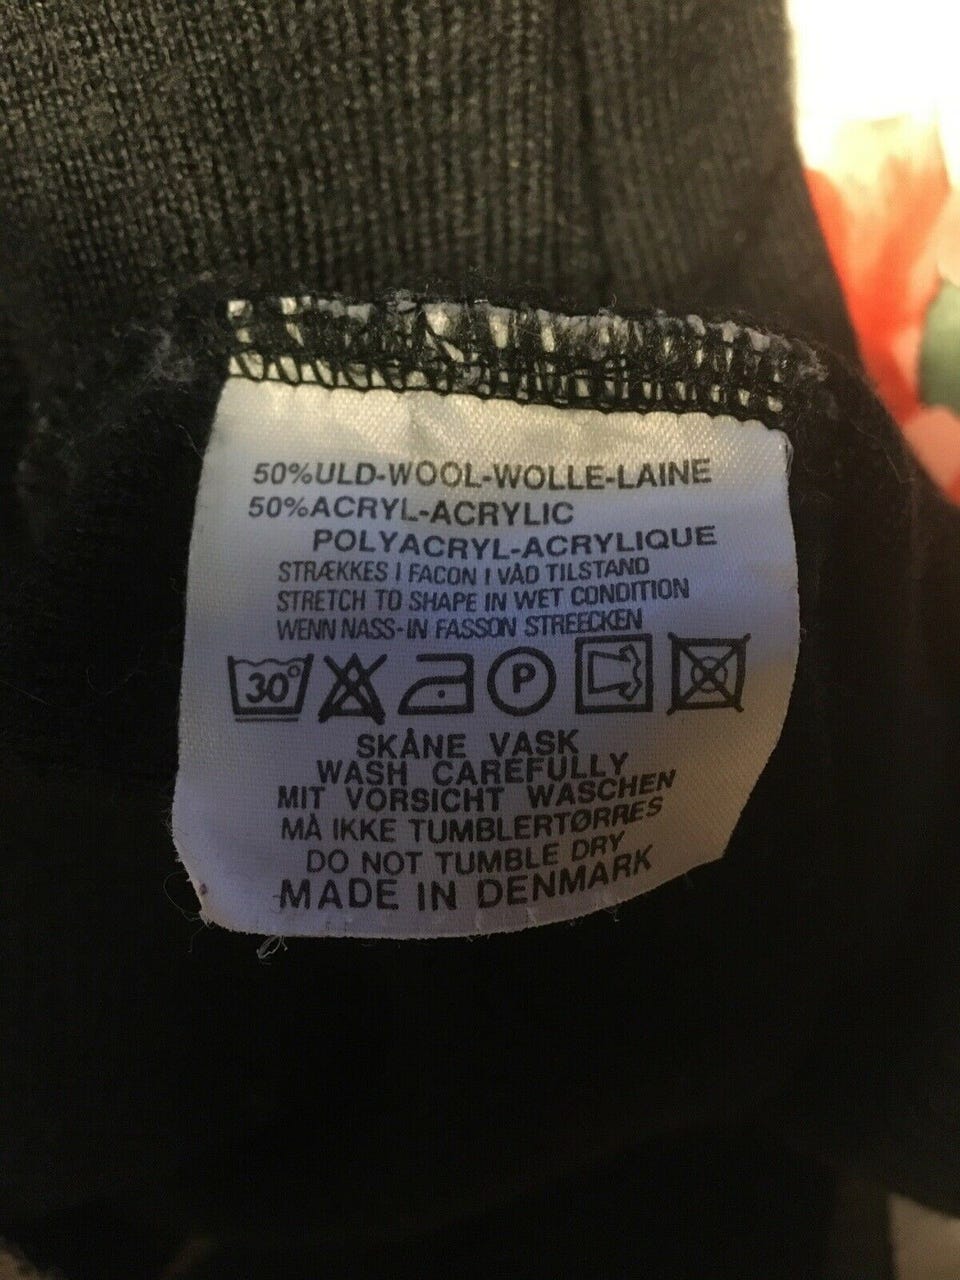 50%ULD-WOOL-WOLLE-LAINE
50%ACRYL-ACRYLIC
POLYACRYL-ACRYLIQUE
STRÆKKES I FACON I VÅD TILSTAND
STRETCH TO SHAPE IN WET CONDITION
WENN NASS-IN FASSON STREECKEN
30° P
SKÅNE VASK
WASH CAREFULLY
MIT VORSICHT WASCHEN
MÅ IKKE TUMBLERTØRRES
DO NOT TUMBLE DRY
MADE IN DENMARK